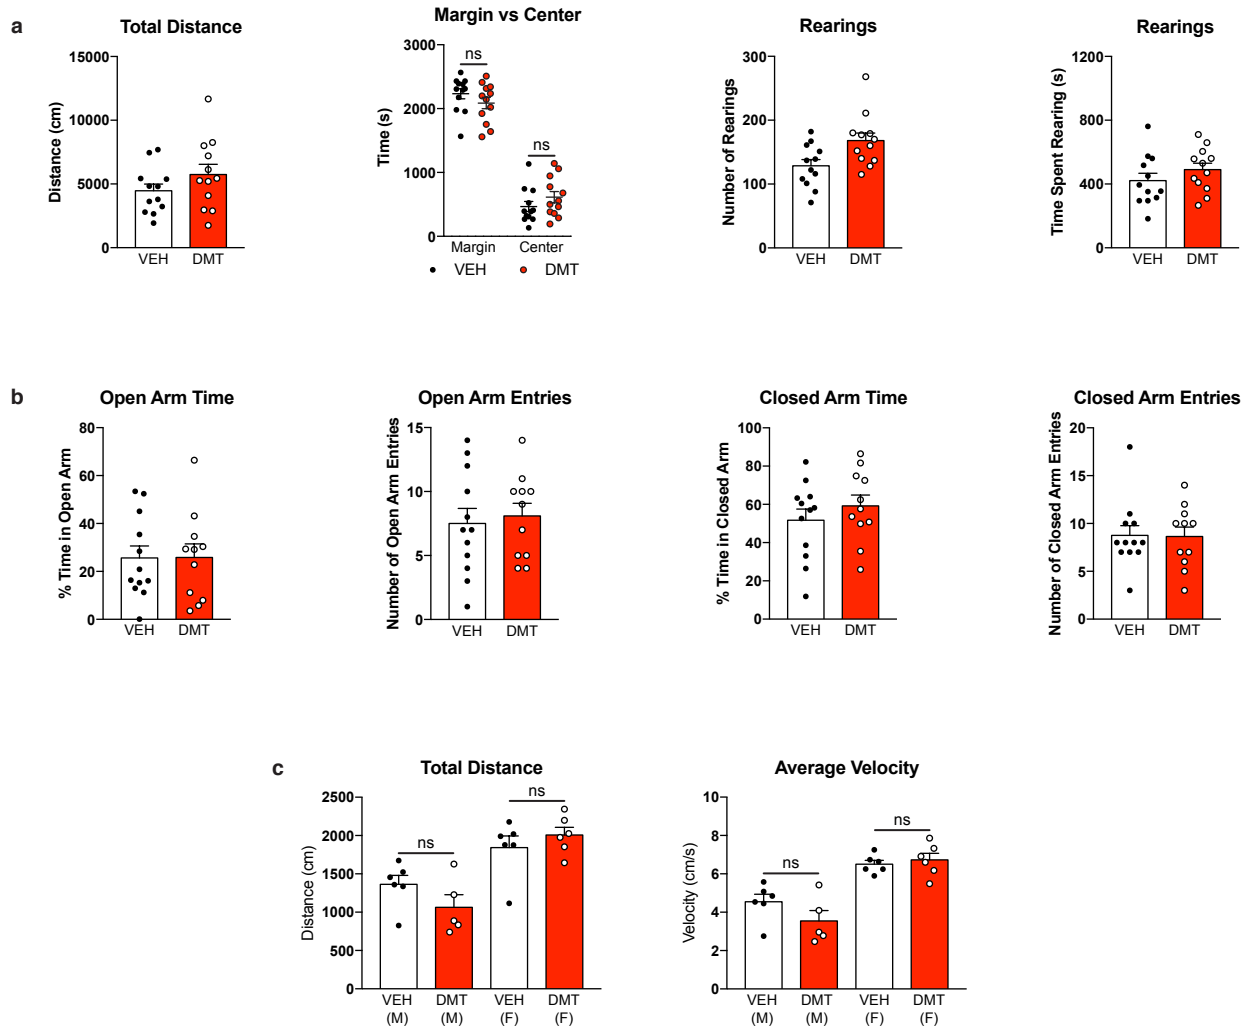 a
Total Distance
Distance (cm)
15000
10000
5000
0
VEH DMT
Margin vs Center
Time (s)
3000
2000
1000
0
ns
ns
Margin Center
VEH DMT
Rearings
Number of Rearings
300
200
100
0
VEH DMT
Rearings
Time Spent Rearing (s)
1200
800
400
0
VEH DMT
b
Open Arm Time
% Time in Open Arm
80
60
40
20
0
VEH DMT
Open Arm Entries
Number of Open Arm Entries
15
10
5
0
VEH DMT
Closed Arm Time
% Time in Closed Arm
100
80
60
40
20
0
VEH DMT
Closed Arm Entries
Number of Closed Arm Entries
20
15
10
5
0
VEH DMT
c
Total Distance
Distance (cm)
2500
2000
1500
1000
500
0
ns
ns
VEH DMT VEH DMT
(M) (M) (F) (F)
Average Velocity
Velocity (cm/s)
10
8
6
4
2
0
ns
ns
VEH DMT VEH DMT
(M) (M) (F) (F)